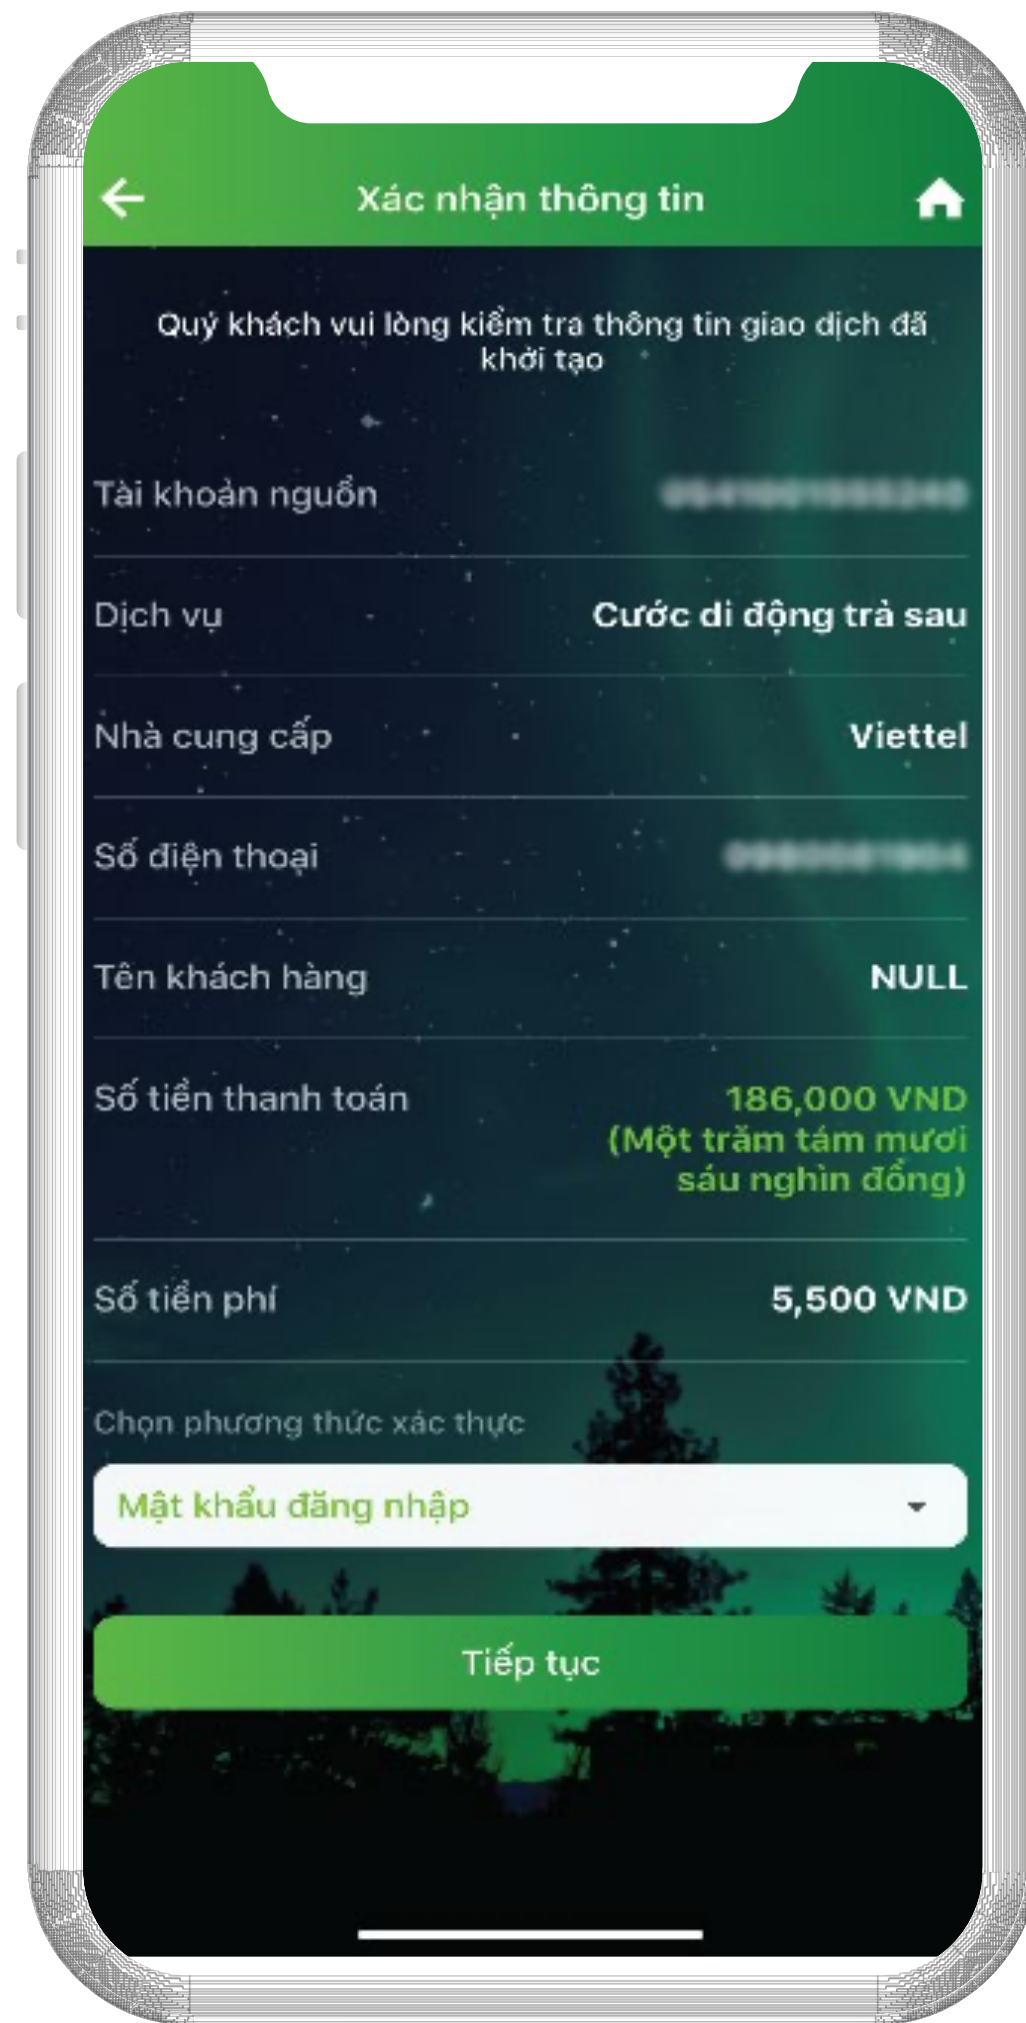 Xác nhận thông tin
Quý khách vui lòng kiểm tra thông tin giao dịch đã
khởi tạo
Tài khoản nguồn
Dịch vụ Cước di động trả sau
Nhà cung cấp Viettel
Số điện thoại
Tên khách hàng NULL
Số tiền thanh toán 186,000 VND
(Một trăm tám mươi
sáu nghìn đồng)
Số tiền phí 5,500 VND
Chọn phương thức xác thực
Mật khẩu đăng nhập
Tiếp tục